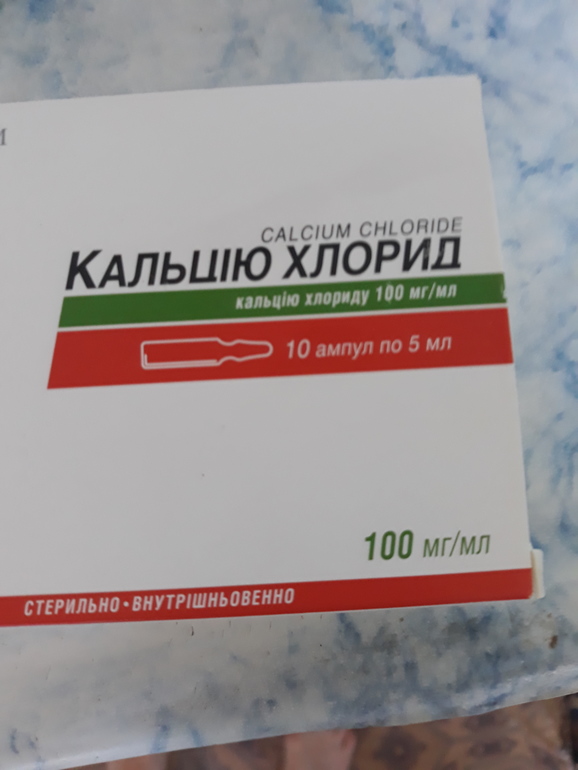 CALCIUM CHLORIDE
КАЛЬЦІЮ ХЛОРИД
кальцію хлориду 100 мг/мл
10 ампул по 5 мл
100 мг/мл
СТЕРИЛЬНО • ВНУТРІШНЬОВЕННО